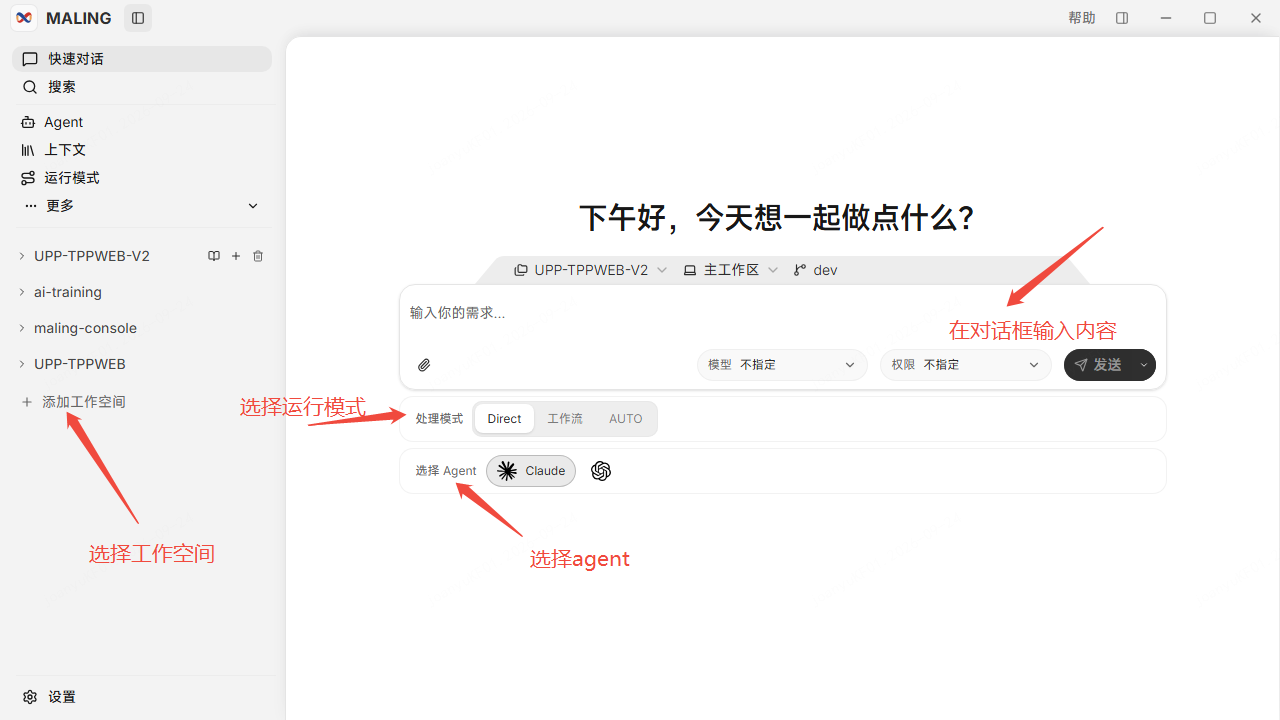 MALING
帮助
快速对话
搜索
Agent
上下文
运行模式
更多
UPP-TPPWEB-V2
ai-training
maling-console
UPP-TPPWEB
添加工作空间
选择工作空间
设置
下午好，今天想一起做点什么？
UPP-TPPWEB-V2 主工作区 dev
输入你的需求...
在对话框输入内容
模型 不指定 权限 不指定 发送
选择运行模式
处理模式 Direct 工作流 AUTO
选择 Agent Claude
选择agent